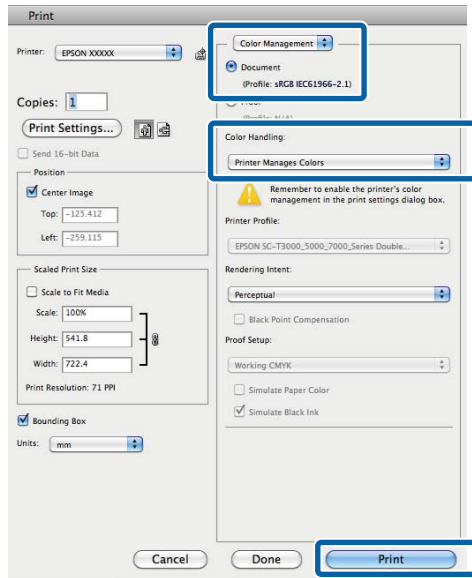 Print
Printer: EPSON XXXXX
Copies: 1
Print Settings...
Send 16-bit Data
Position
Center Image
Top: -125.412
Left: -259.115
Scaled Print Size
Scale to Fit Media
Scale: 100%
Height: 541.8
Width: 722.4
Print Resolution: 71 PPI
Bounding Box
Units: mm
Color Management
Document
(Profile: sRGB IEC61966-2.1)
Color Handling:
Printer Manages Colors
Remember to enable the printer's color
management in the print settings dialog box.
Printer Profile:
EPSON SC-T3000_5000_7000_Series Double...
Rendering Intent:
Perceptual
Black Point Compensation
Proof Setup:
Working CMYK
Simulate Paper Color
Simulate Black Ink
Cancel
Done
Print